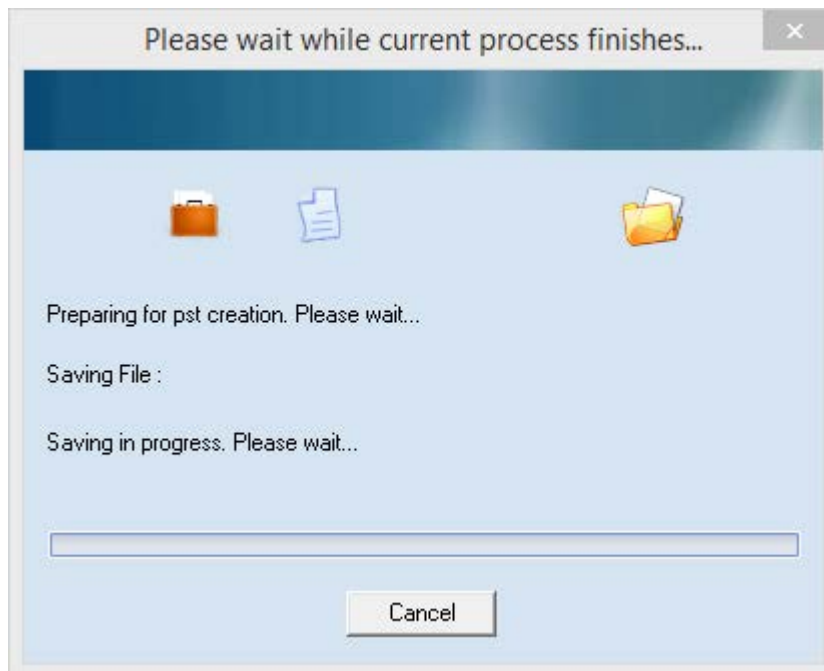 Please wait while current process finishes...
Preparing for pst creation. Please wait...
Saving File :
Saving in progress. Please wait...
Cancel